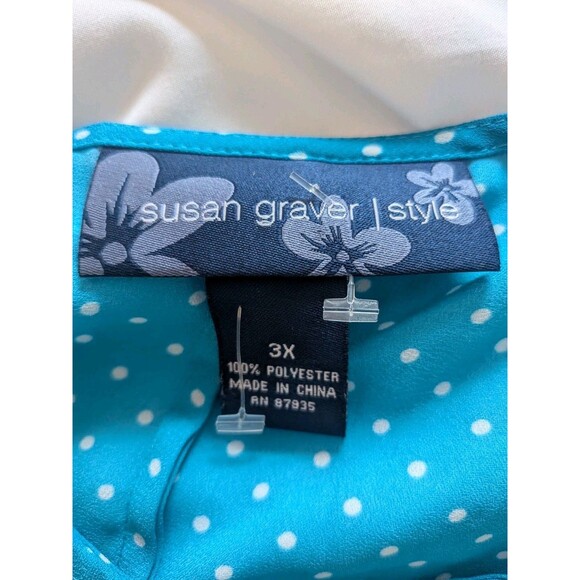 susan graver | style
3X
100% POLYESTER
MADE IN CHINA
RN 87935